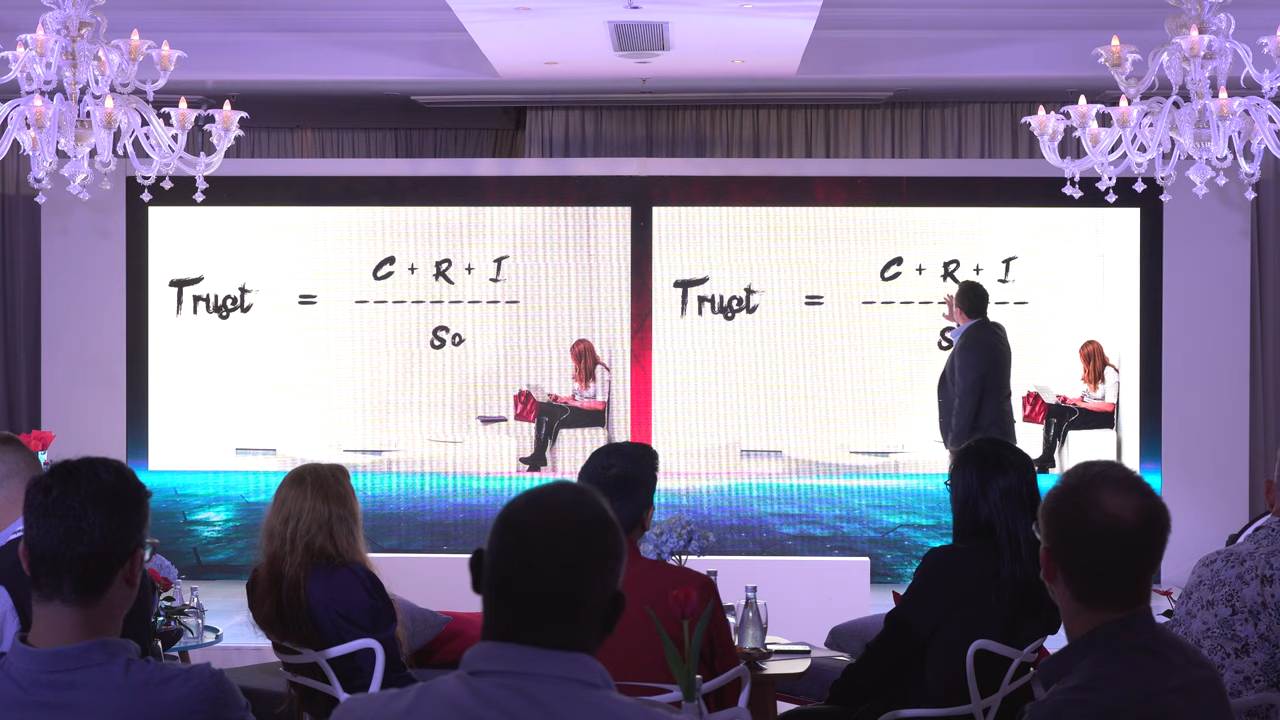 C + R + I
Trust = ----------------
So
C + R + I
Trust = ----------------
S